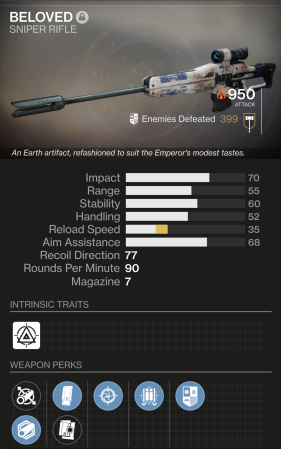 BELOVED
SNIPER RIFLE
950
ATTACK
Enemies Defeated 399
An Earth artifact, refashioned to suit the Emperor's modest tastes.
Impact 70
Range 55
Stability 60
Handling 52
Reload Speed 35
Aim Assistance 68
Recoil Direction 77
Rounds Per Minute 90
Magazine 7
INTRINSIC TRAITS
WEAPON PERKS